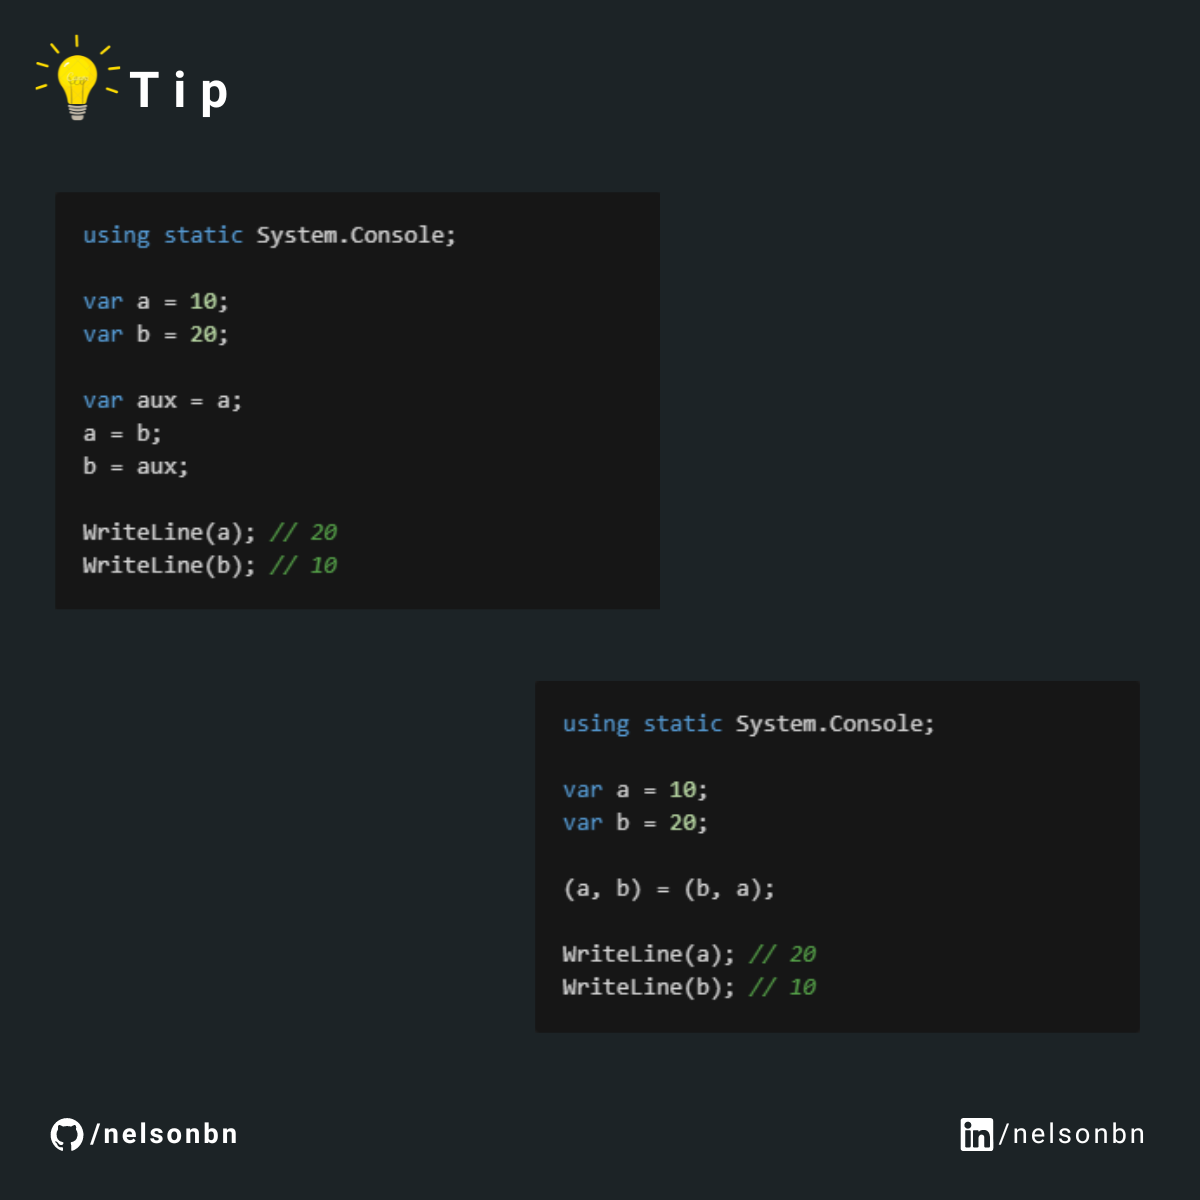 Tip
using static System.Console;
var a = 10;
var b = 20;
var aux = a;
a = b;
b = aux;
WriteLine(a); // 20
WriteLine(b); // 10
using static System.Console;
var a = 10;
var b = 20;
(a, b) = (b, a);
WriteLine(a); // 20
WriteLine(b); // 10
/nelsonbn
in/nelsonbn